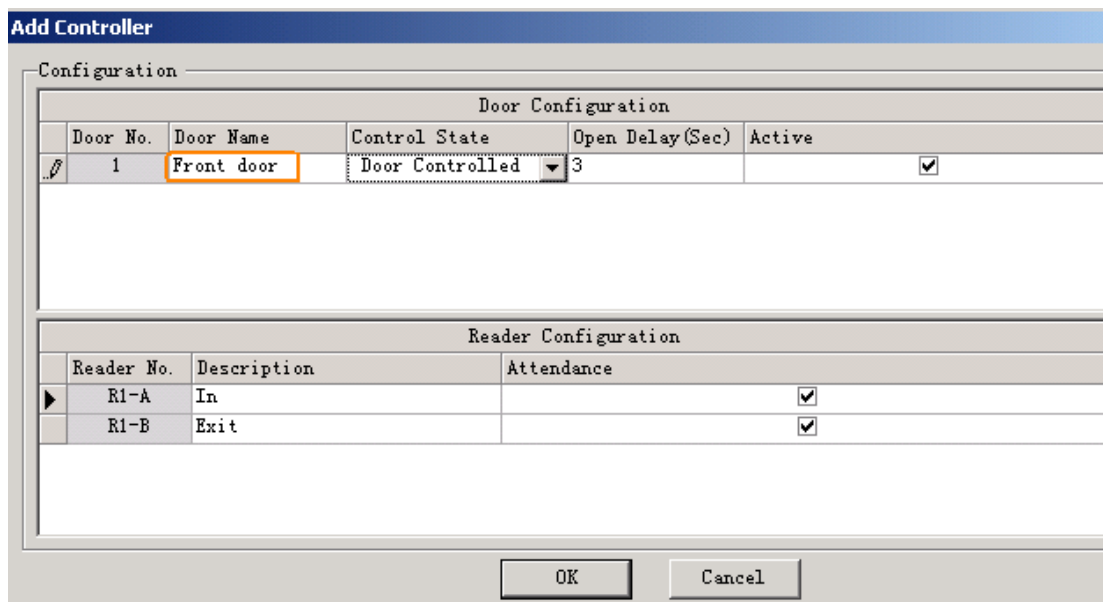 Add Controller
Configuration
Door Configuration
Door No. Door Name Control State Open Delay(Sec) Active
1 Front door Door Controlled 3
Reader Configuration
Reader No. Description Attendance
R1-A In
R1-B Exit
OK Cancel